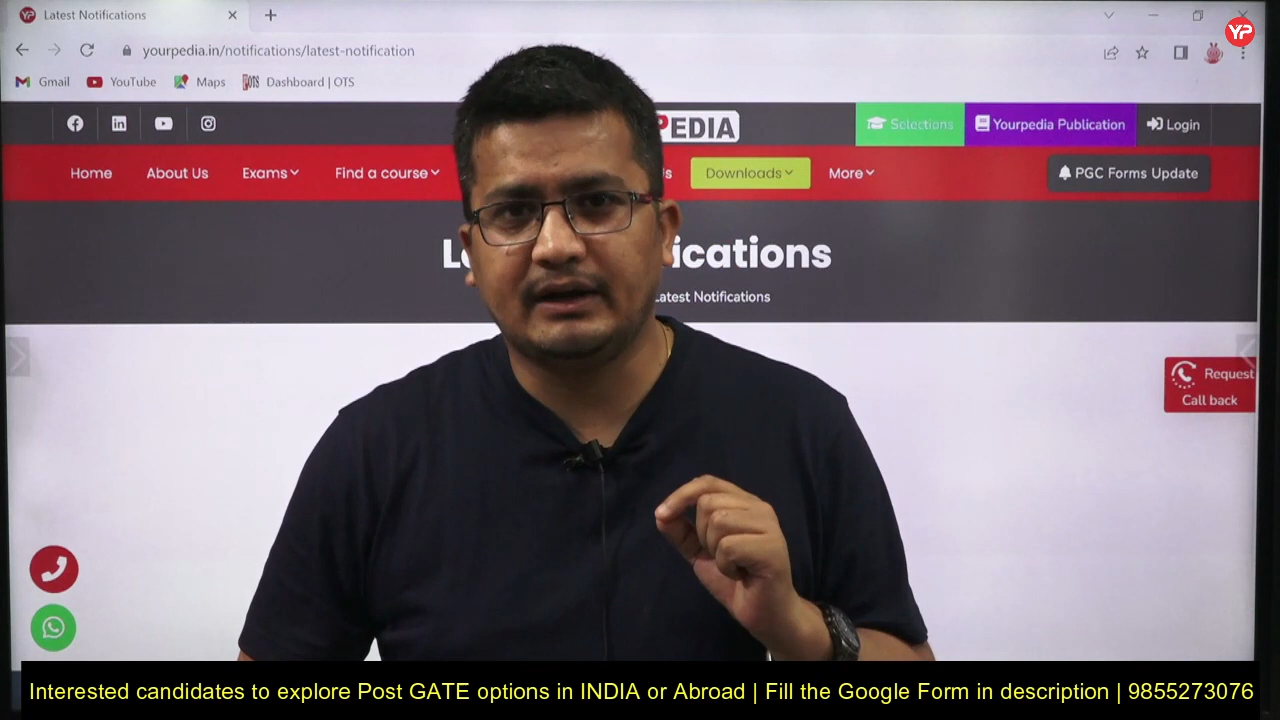 Latest Notifications
YP
yourpedia.in/notifications/latest-notification
Gmail YouTube Maps Dashboard | OTS
PEDIA
Selections
Yourpedia Publication
Login
Home About Us Exams Find a course Downloads More
PGC Forms Update
ications
Latest Notifications
Request
Call back
Interested candidates to explore Post GATE options in INDIA or Abroad | Fill the Google Form in description | 9855273076